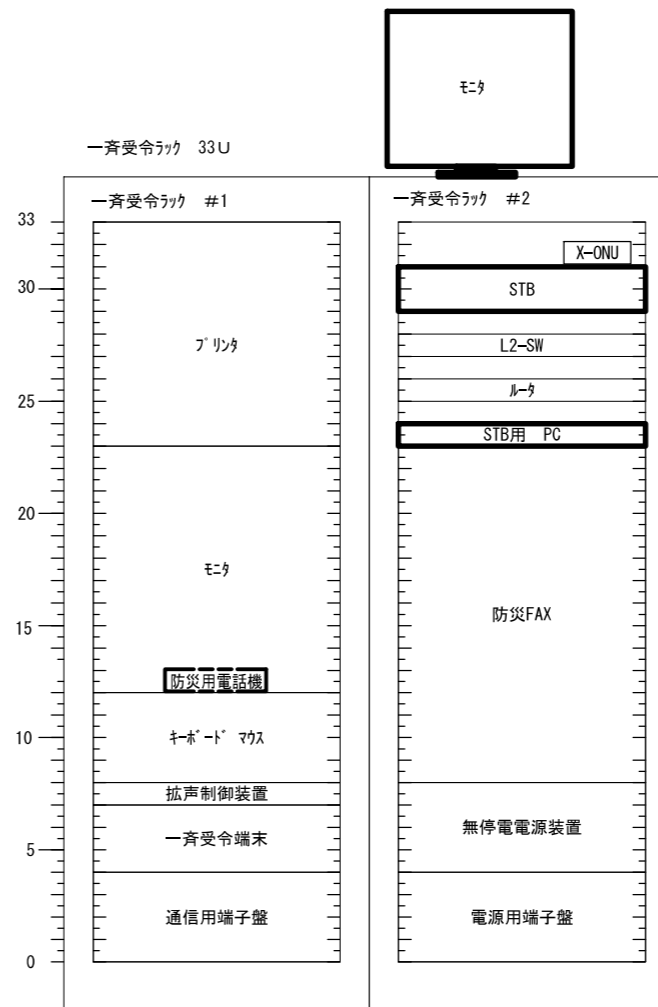 ﾓﾆﾀ
一斉受令ﾗｯｸ 33U
一斉受令ﾗｯｸ #1
一斉受令ﾗｯｸ #2
33
X-ONU
30
STB
ﾌﾟﾘﾝﾀ
L2-SW
25
ﾙｰﾀ
STB用 PC
20
ﾓﾆﾀ
15
防災FAX
防災用電話機
10
ｷｰﾎﾞｰﾄﾞ ﾏｳｽ
拡声制御装置
一斉受令端末
無停電電源装置
5
通信用端子盤
電源用端子盤
0